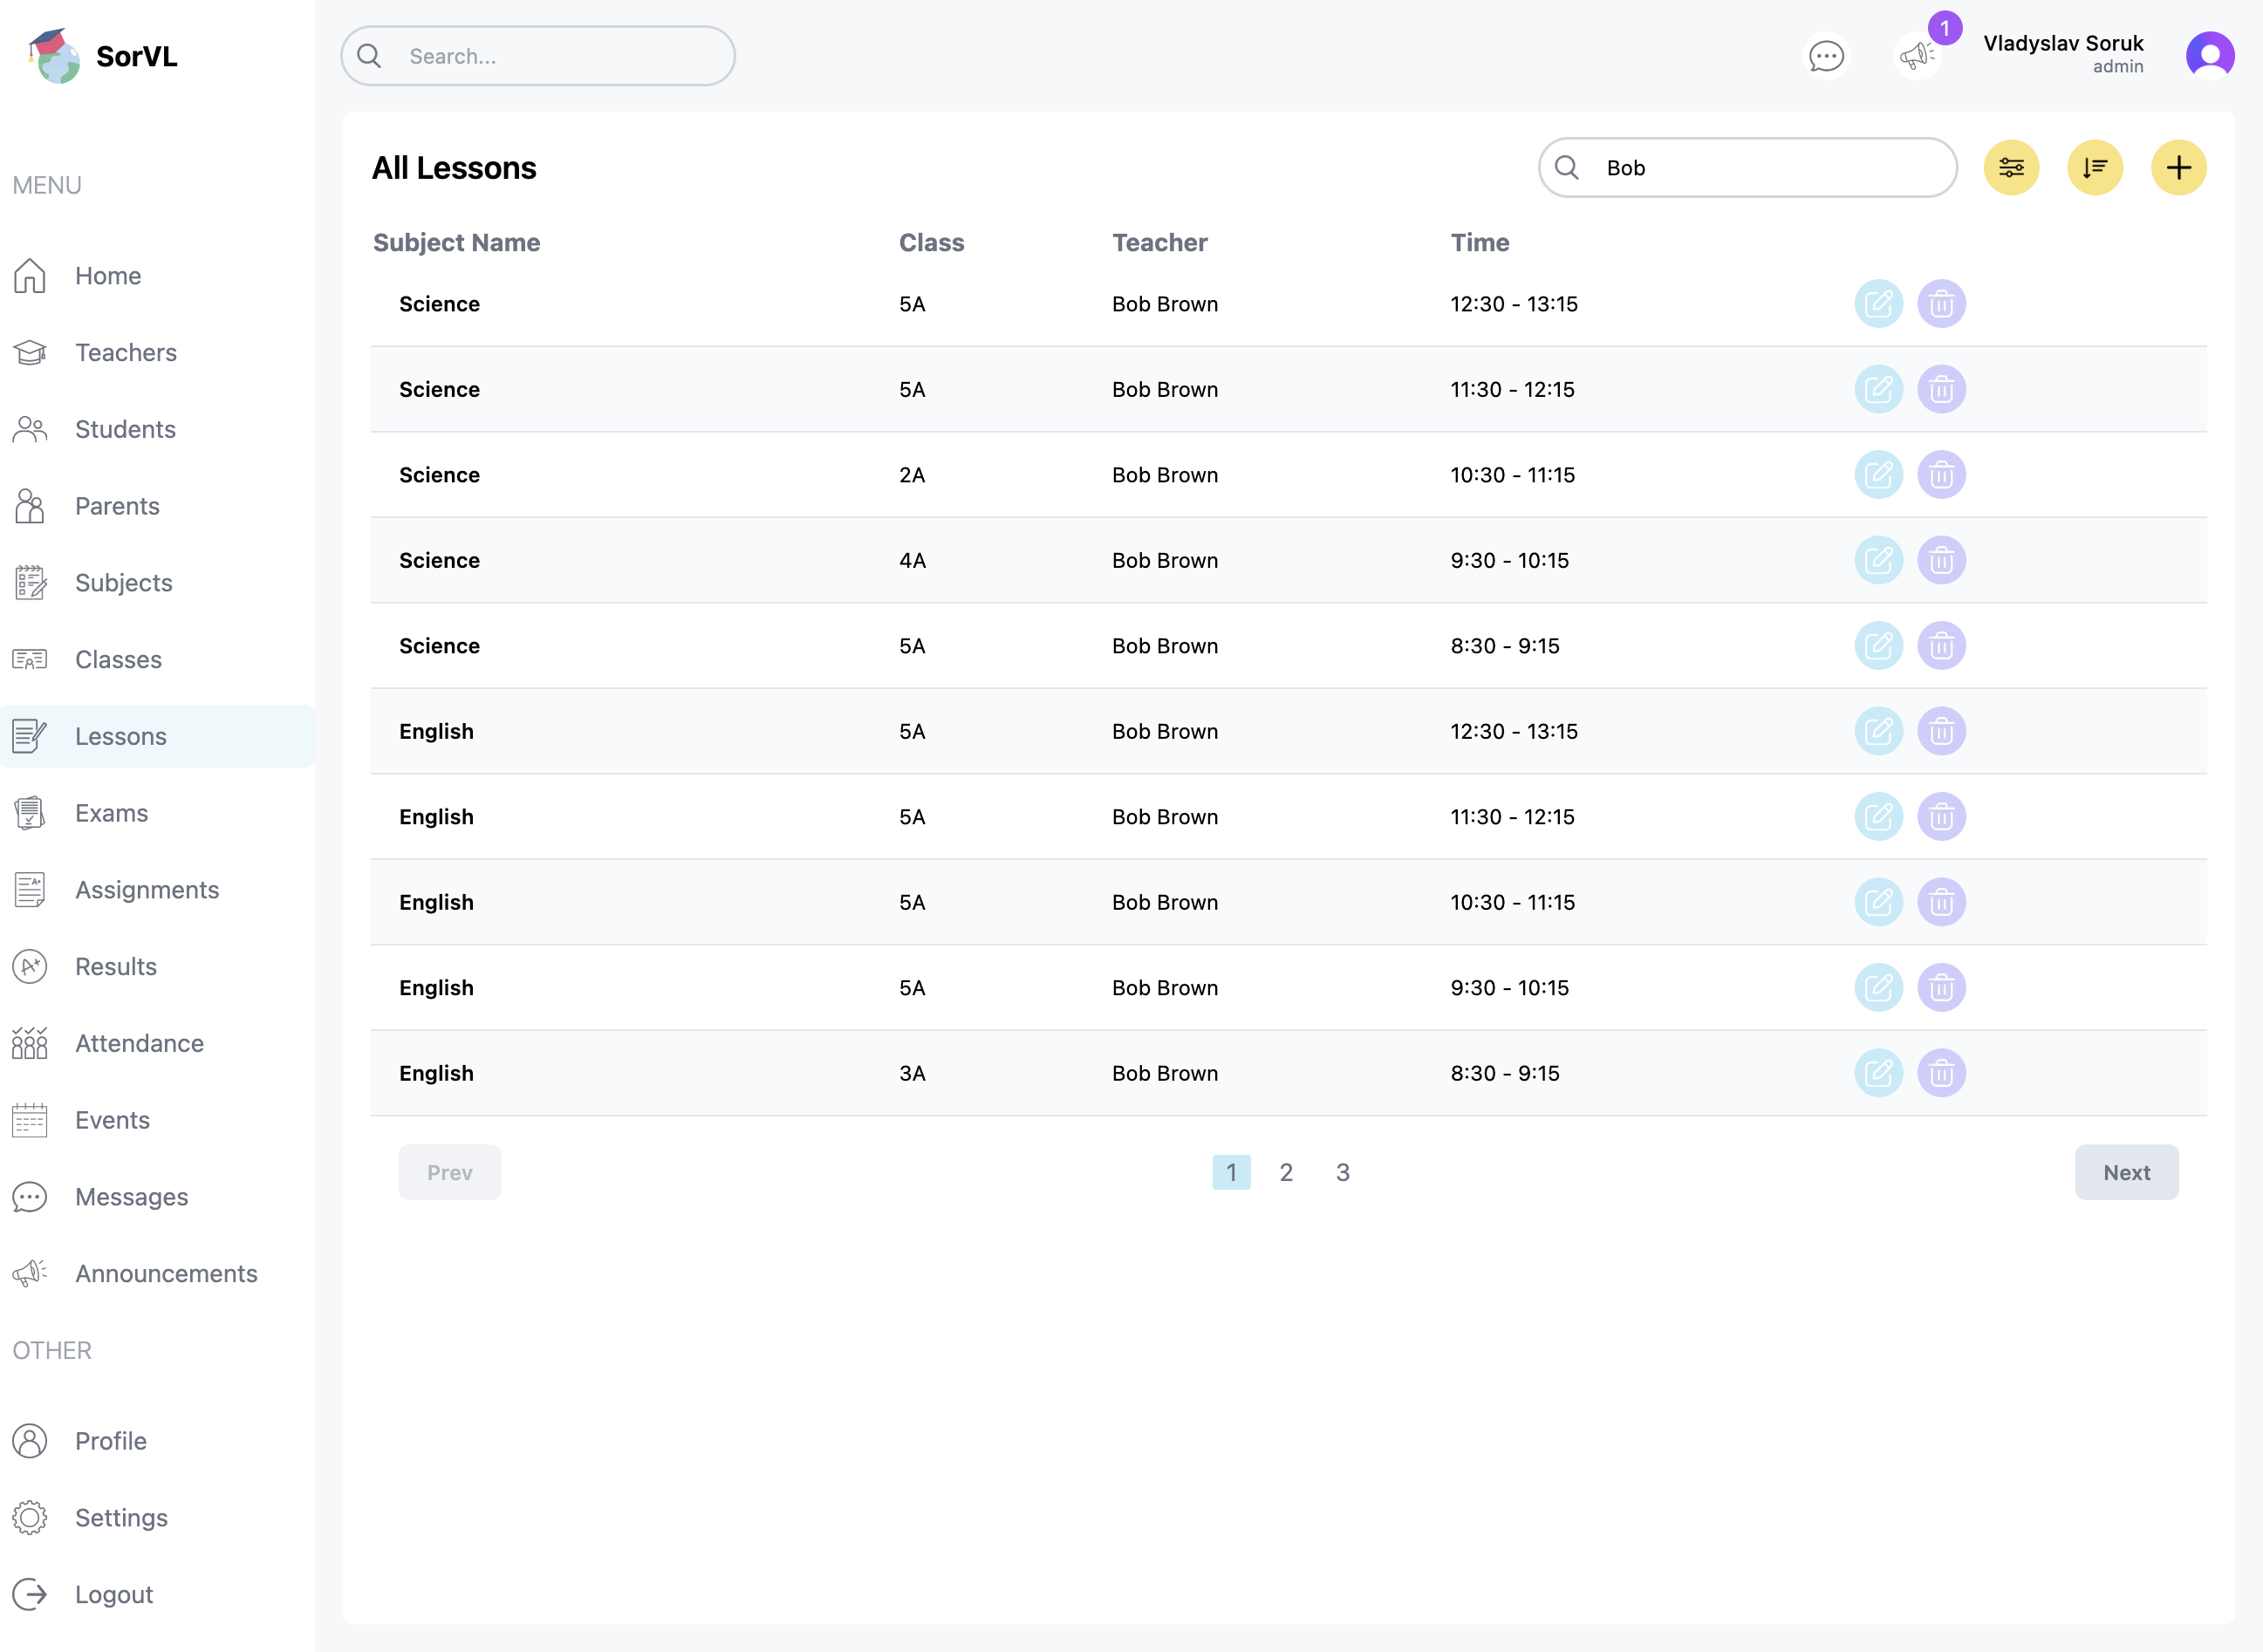 SorVL
Search...
1
Vladyslav Soruk
admin
MENU
Home
Teachers
Students
Parents
Subjects
Classes
Lessons
Exams
Assignments
Results
Attendance
Events
Messages
Announcements
OTHER
Profile
Settings
Logout
All Lessons
Bob
Subject Name Class Teacher Time
Science 5A Bob Brown 12:30 - 13:15
Science 5A Bob Brown 11:30 - 12:15
Science 2A Bob Brown 10:30 - 11:15
Science 4A Bob Brown 9:30 - 10:15
Science 5A Bob Brown 8:30 - 9:15
English 5A Bob Brown 12:30 - 13:15
English 5A Bob Brown 11:30 - 12:15
English 5A Bob Brown 10:30 - 11:15
English 5A Bob Brown 9:30 - 10:15
English 3A Bob Brown 8:30 - 9:15
Prev 1 2 3 Next